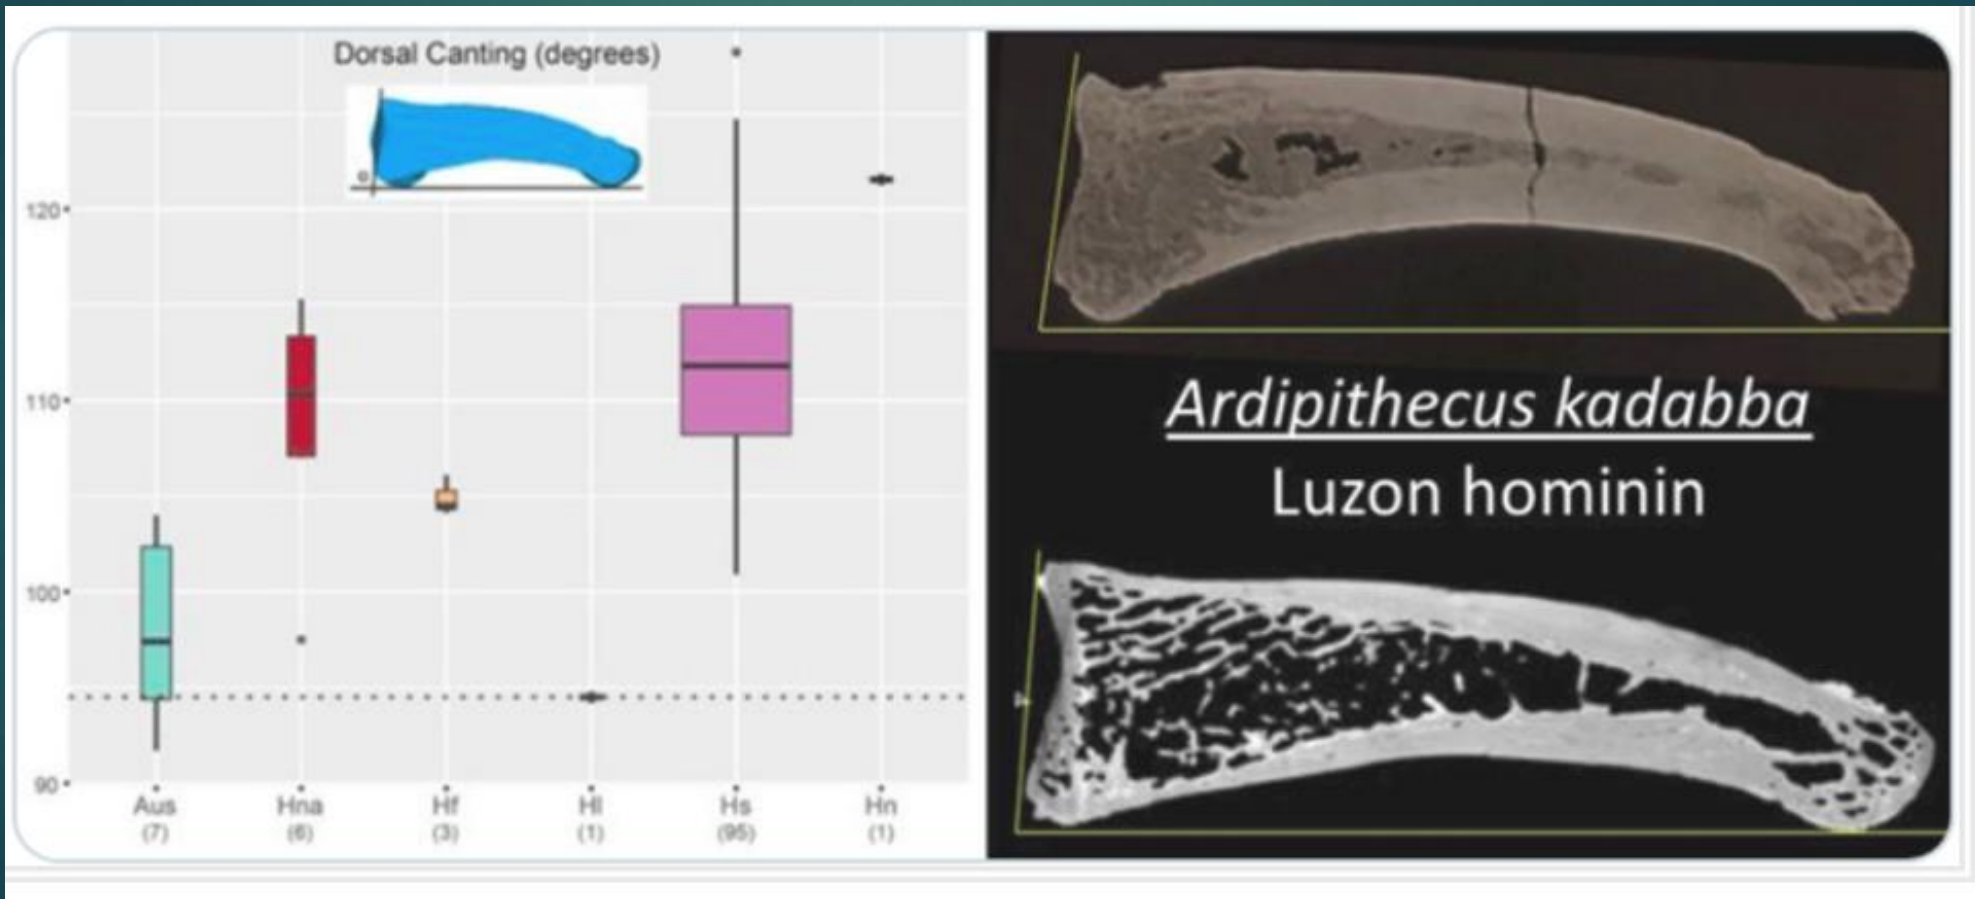 Dorsal Canting (degrees)
120
110
100
90
Aus
(7)
Hna
(6)
Hf
(3)
Hl
(1)
Hs
(95)
Hn
(1)
Ardipithecus kadabba
Luzon hominin